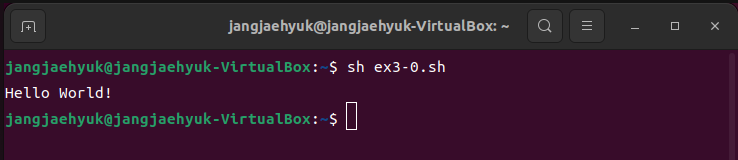 jangjaehyuk@jangjaehyuk-VirtualBox: ~
jangjaehyuk@jangjaehyuk-VirtualBox:~$ sh ex3-0.sh
Hello World!
jangjaehyuk@jangjaehyuk-VirtualBox:~$